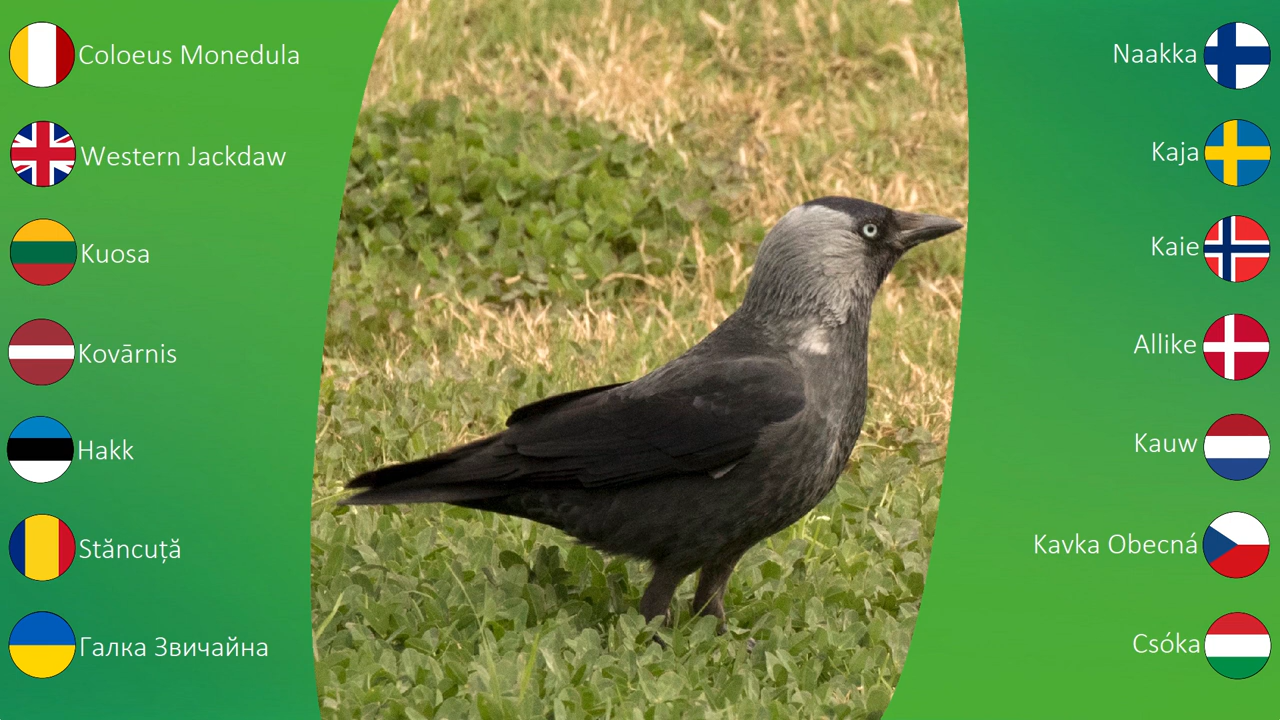 Coloeus Monedula
Western Jackdaw
Kuosa
Kovārnis
Hakk
Stăncuță
Галка Звичайна
Naakka
Kaja
Kaie
Allike
Kauw
Kavka Obecná
Csóka